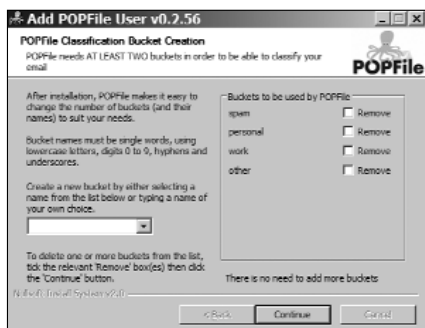 Add POPFile User v0.2.56
POPFile Classification Bucket Creation
POPFile needs AT LEAST TWO buckets in order to be able to classify your
email
POPFile
After installation, POPFile makes it easy to
change the number of buckets (and their
names) to suit your needs.
Bucket names must be single words, using
lowercase letters, digits 0 to 9, hyphens and
underscores.
Create a new bucket by either selecting a
name from the list below or typing a name of
your own choice.
To delete one or more buckets from the list,
tick the relevant 'Remove' box(es) then click
the 'Continue' button.
Buckets to be used by POPFile
spam Remove
personal Remove
work Remove
other Remove
There is no need to add more buckets
Nullsoft Install System v2.0
< Back Continue Cancel